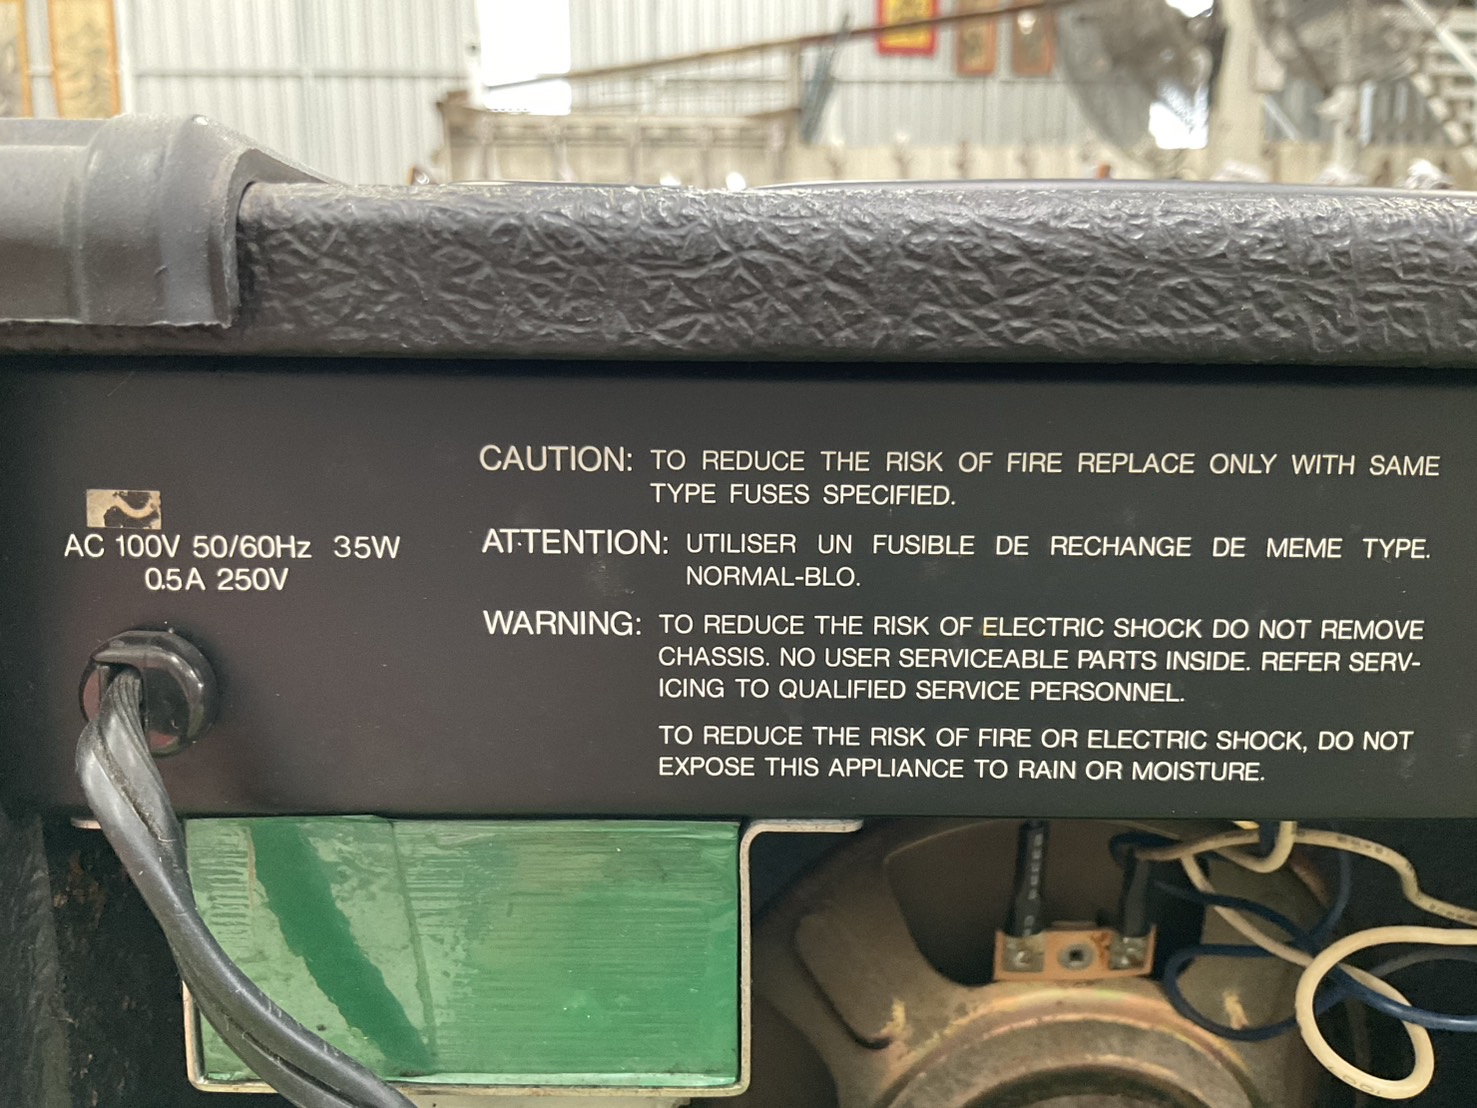 AC 100V 50/60Hz 35W
0.5A 250V
CAUTION: TO REDUCE THE RISK OF FIRE REPLACE ONLY WITH SAME
TYPE FUSES SPECIFIED.
ATTENTION: UTILISER UN FUSIBLE DE RECHANGE DE MEME TYPE.
NORMAL-BLO.
WARNING: TO REDUCE THE RISK OF ELECTRIC SHOCK DO NOT REMOVE
CHASSIS. NO USER SERVICEABLE PARTS INSIDE. REFER SERV-
ICING TO QUALIFIED SERVICE PERSONNEL.
TO REDUCE THE RISK OF FIRE OR ELECTRIC SHOCK, DO NOT
EXPOSE THIS APPLIANCE TO RAIN OR MOISTURE.